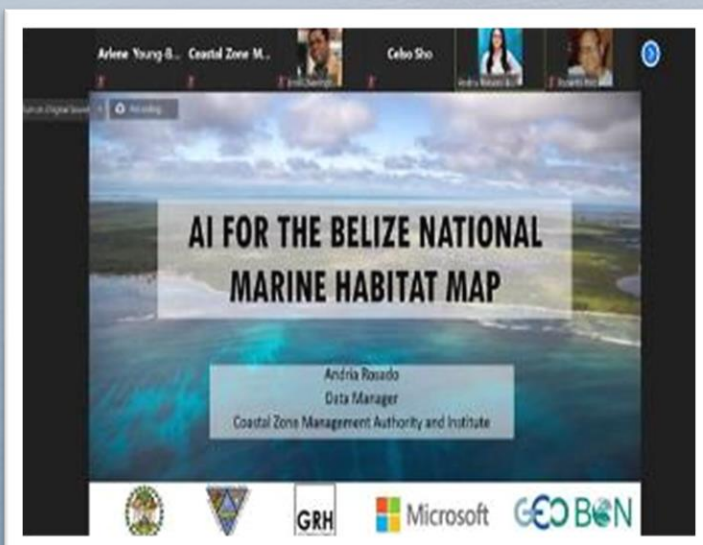 Arlene Young-B...
Coastal Zone M...
Celso Sho
Recording
AI FOR THE BELIZE NATIONAL
MARINE HABITAT MAP
Andria Rosado
Data Manager
Coastal Zone Management Authority and Institute
GRH
Microsoft
GEO BON